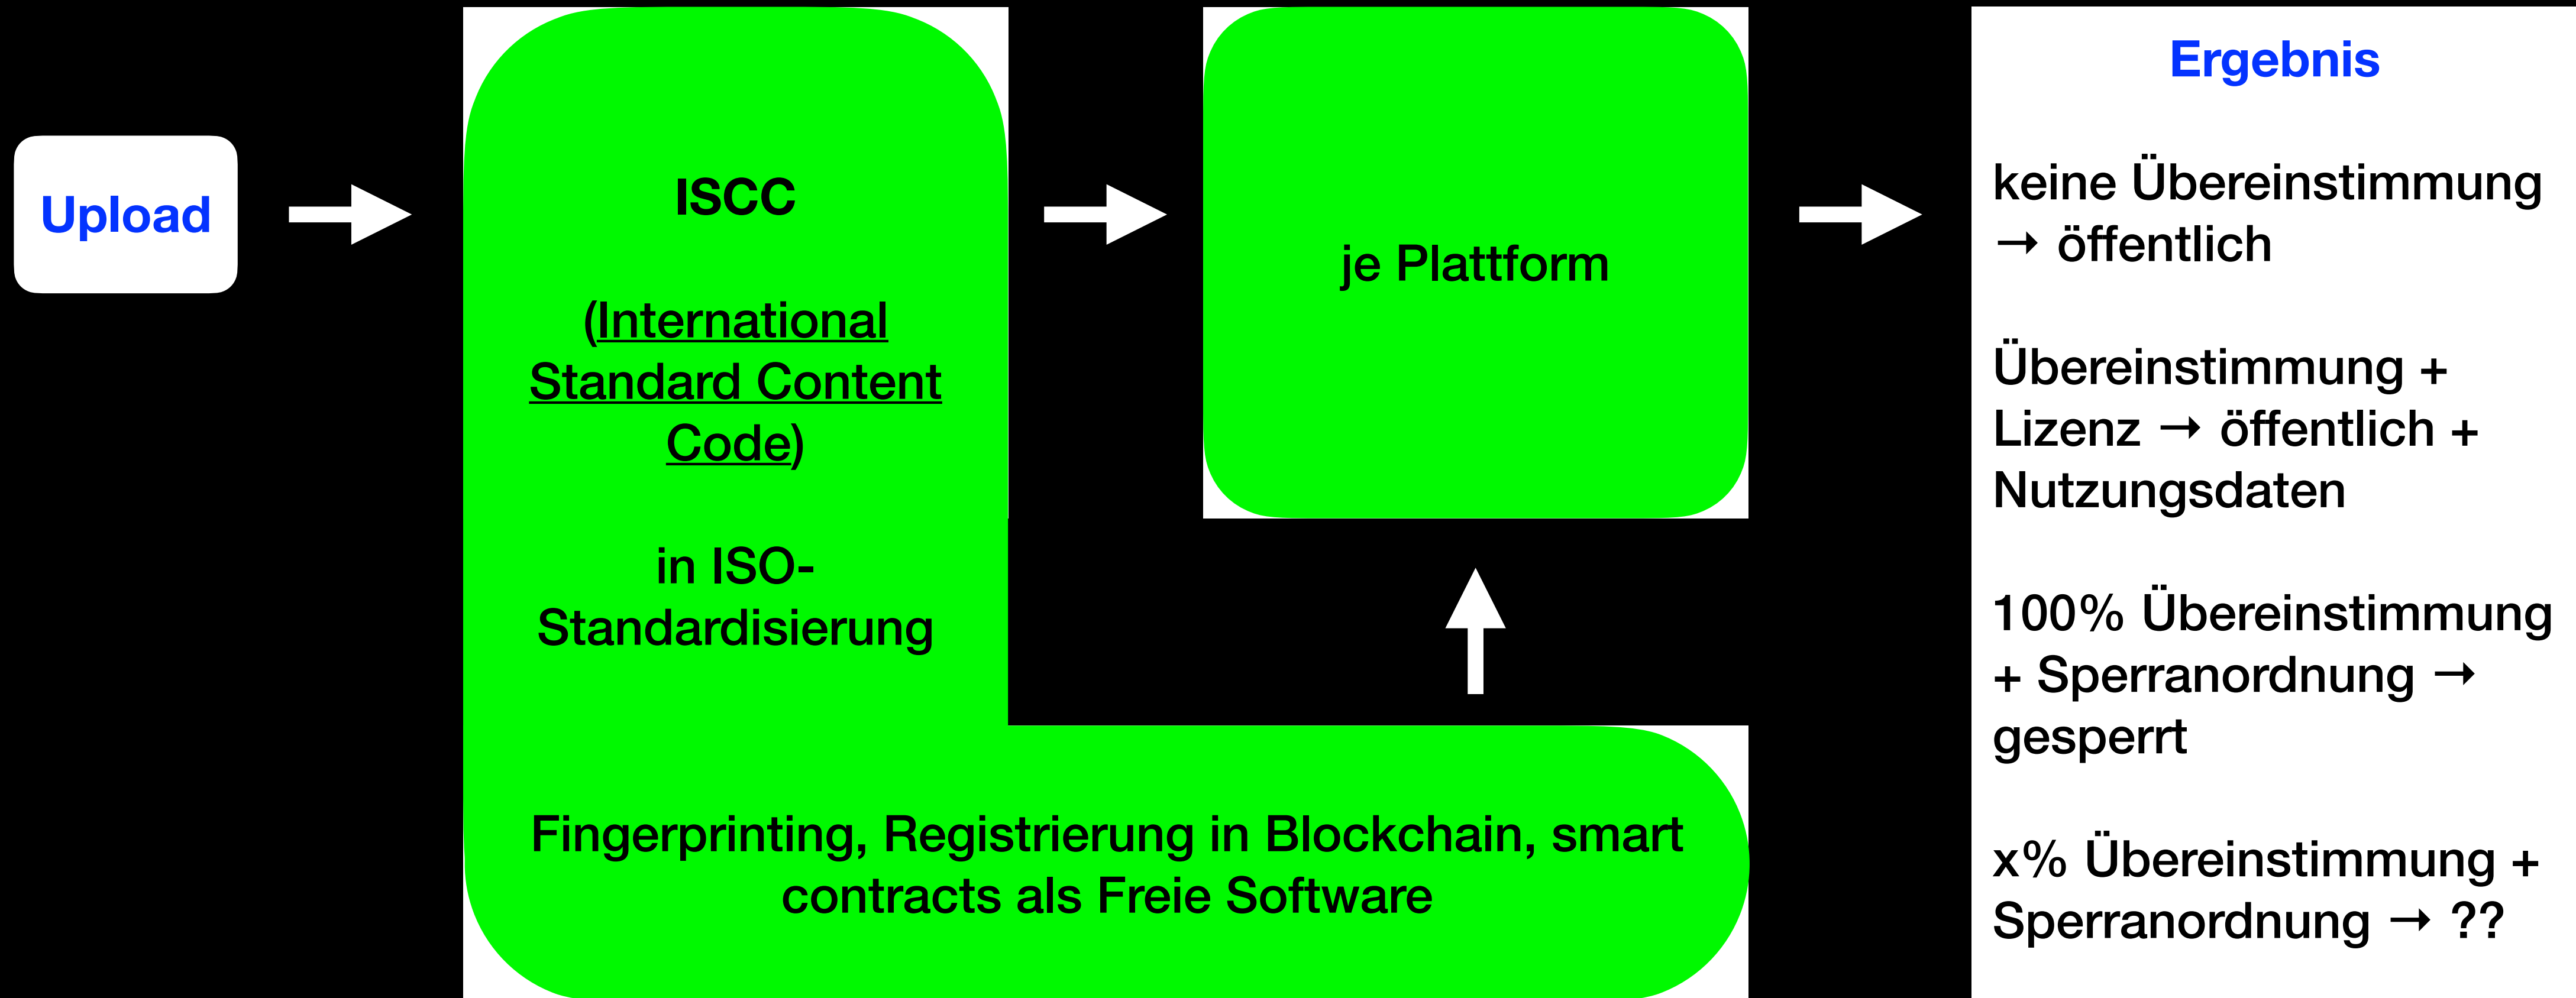 Upload
ISCC
(International
Standard Content
Code)
in ISO-
Standardisierung
je Plattform
Fingerprinting, Registrierung in Blockchain, smart
contracts als Freie Software
Ergebnis
keine Übereinstimmung
→ öffentlich
Übereinstimmung +
Lizenz → öffentlich +
Nutzungsdaten
100% Übereinstimmung
+ Sperranordnung →
gesperrt
x% Übereinstimmung +
Sperranordnung → ??